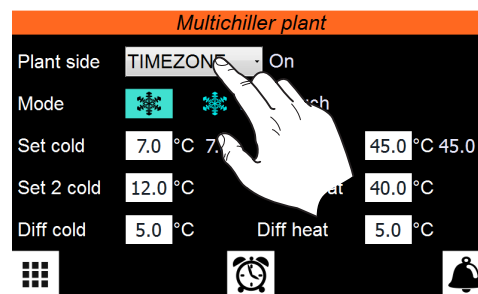 Multichiller plant
Plant side TIMEZONE On
Mode
Set cold 7.0 °C 7. 45.0 °C 45.0
Set 2 cold 12.0 °C 40.0 °C
Diff cold 5.0 °C Diff heat 5.0 °C